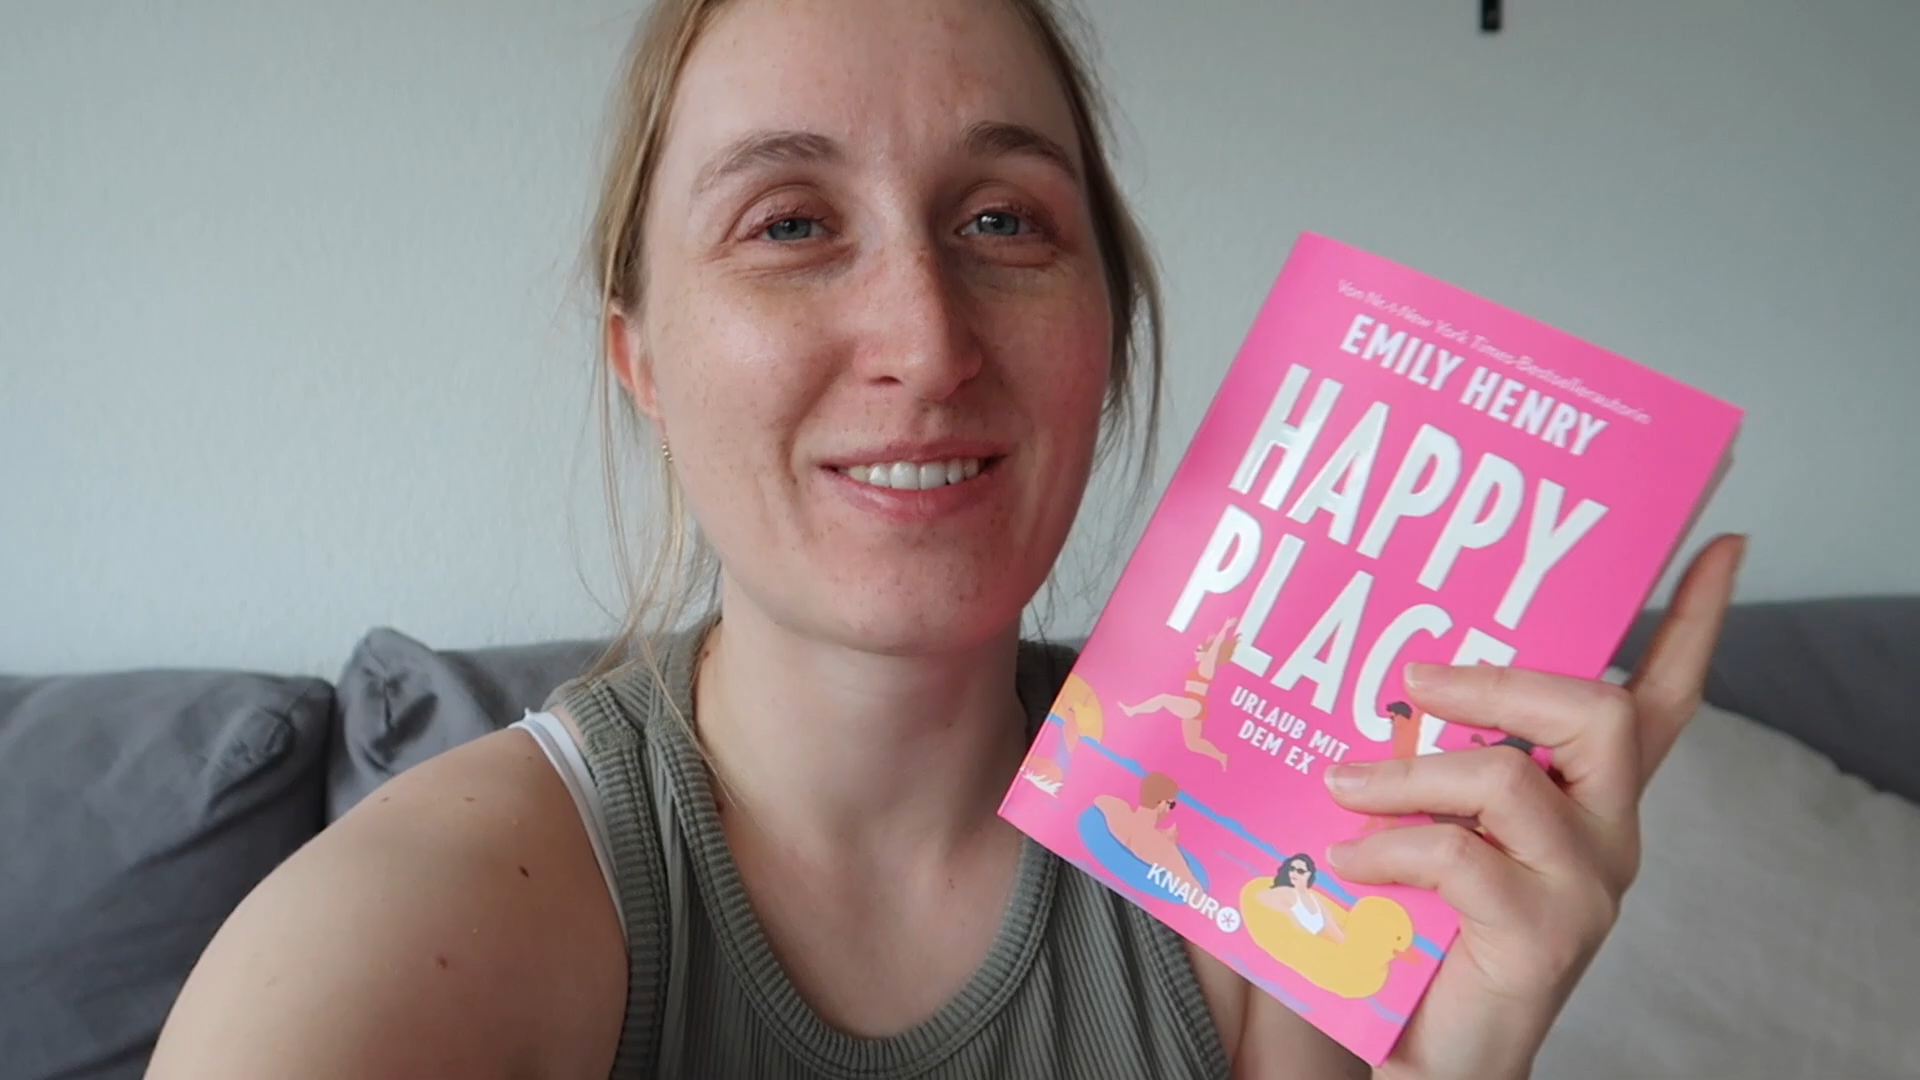 Von Nr.-1-New York Times-Bestsellerautorin
EMILY HENRY
HAPPY
PLACE
URLAUB MIT
DEM EX
KNAUR